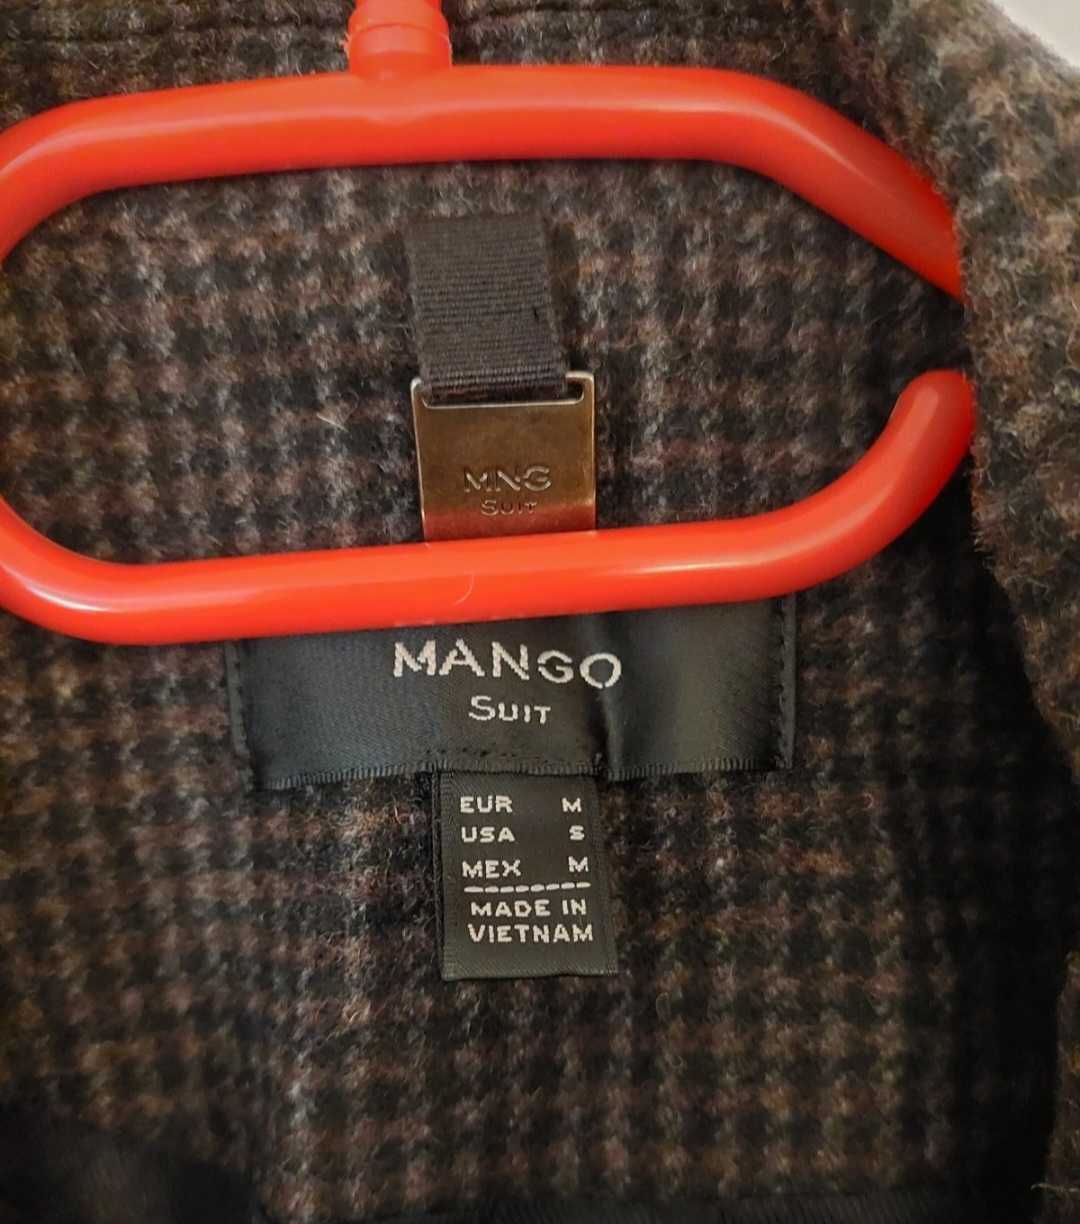 MNG
SUIT
MANGO
SUIT
EUR M
USA S
MEX M
MADE IN
VIETNAM